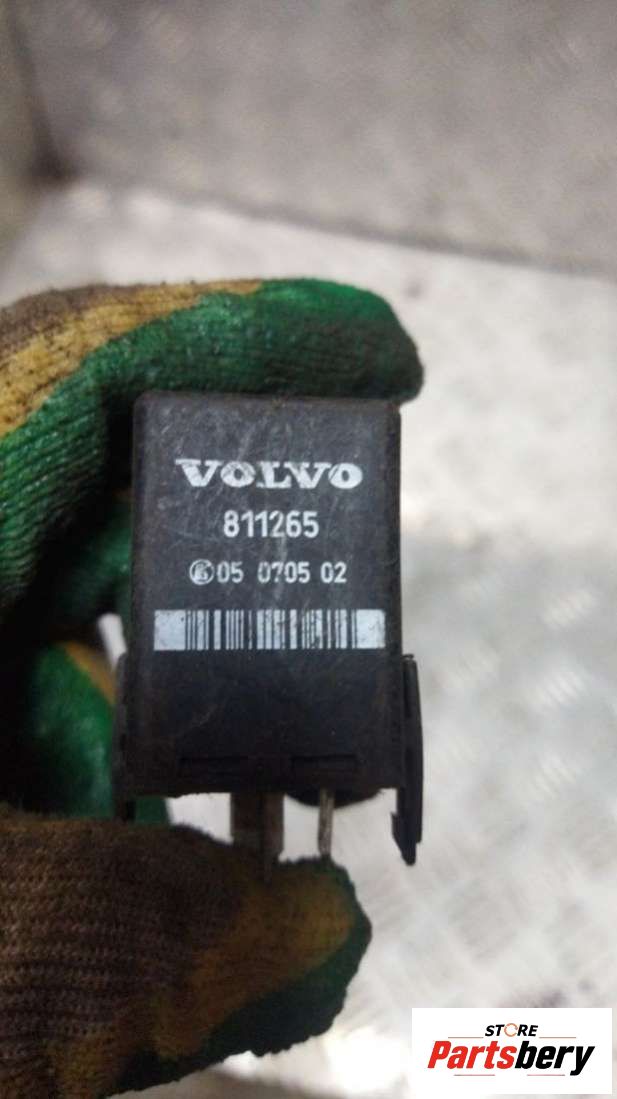 VOLVO
811265
05 0705 02
STORE
Partsbery